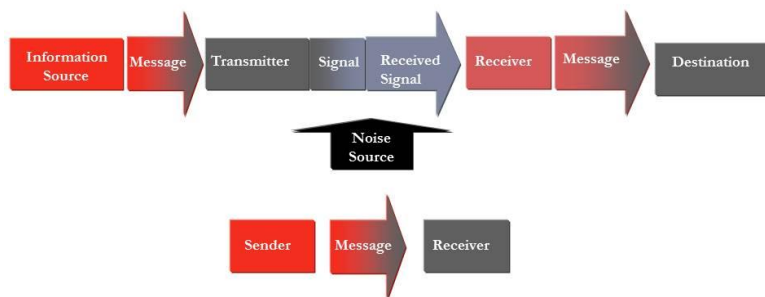 Information
Source
Message
Transmitter
Signal
Received
Signal
Receiver
Message
Destination
Noise
Source
Sender
Message
Receiver